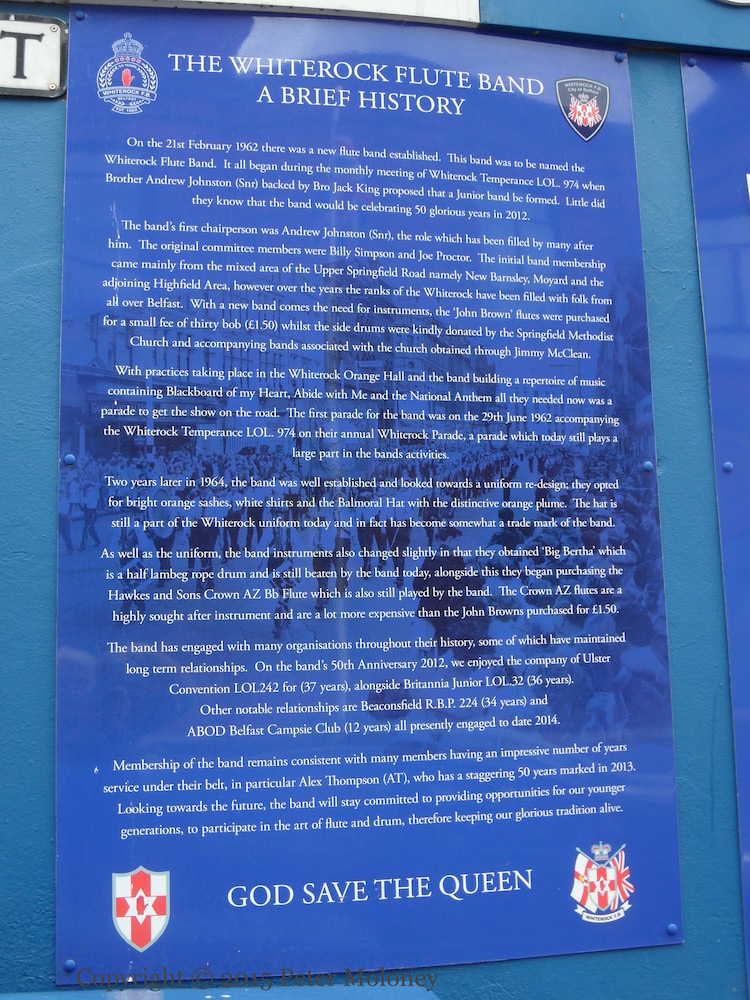 T
THE WHITEROCK FLUTE BAND
A BRIEF HISTORY
WHITEROCK F.B.
BELFAST
EST 1962
WHITEROCK F.B.
City of Belfast
On the 21st February 1962 there was a new flute band established. This band was to be named the
Whiterock Flute Band. It all began during the monthly meeting of Whiterock Temperance LOL. 974 when
Brother Andrew Johnston (Snr) backed by Bro Jack King proposed that a Junior band be formed. Little did
they know that the band would be celebrating 50 glorious years in 2012.
The band's first chairperson was Andrew Johnston (Snr), the role which has been filled by many after
him. The original committee members were Billy Simpson and Joe Proctor. The initial band membership
came mainly from the mixed area of the Upper Springfield Road namely New Barnsley, Moyard and the
adjoining Highfield Area, however over the years the ranks of the Whiterock have been filled with folk from
all over Belfast. With a new band comes the need for instruments, the 'John Brown' flutes were purchased
for a small fee of thirty bob (£1.50) whilst the side drums were kindly donated by the Springfield Methodist
Church and accompanying bands associated with the church obtained through Jimmy McClean.
With practices taking place in the Whiterock Orange Hall and the band building a repertoire of music
containing Blackboard of my Heart, Abide with Me and the National Anthem all they needed now was a
parade to get the show on the road. The first parade for the band was on the 29th June 1962 accompanying
the Whiterock Temperance LOL. 974 on their annual Whiterock Parade, a parade which today still plays a
large part in the bands activities.
Two years later in 1964, the band was well established and looked towards a uniform re-design; they opted
for bright orange sashes, white shirts and the Balmoral Hat with the distinctive orange plume. The hat is
still a part of the Whiterock uniform today and in fact has become somewhat a trade mark of the band.
As well as the uniform, the band instruments also changed slightly in that they obtained 'Big Bertha' which
is a half lambeg rope drum and is still beaten by the band today, alongside this they began purchasing the
Hawkes and Sons Crown AZ Bb Flute which is also still played by the band. The Crown AZ flutes are a
highly sought after instrument and are a lot more expensive than the John Browns purchased for £1.50.
The band has engaged with many organisations throughout their history, some of which have maintained
long term relationships. On the band's 50th Anniversary 2012, we enjoyed the company of Ulster
Convention LOL242 for (37 years), alongside Britannia Junior LOL.32 (36 years).
Other notable relationships are Beaconsfield R.B.P. 224 (34 years) and
ABOD Belfast Campsie Club (12 years) all presently engaged to date 2014.
Membership of the band remains consistent with many members having an impressive number of years
service under their belt, in particular Alex Thompson (AT), who has a staggering 50 years marked in 2013.
Looking towards the future, the band will stay committed to providing opportunities for our younger
generations, to participate in the art of flute and drum, therefore keeping our glorious tradition alive.
GOD SAVE THE QUEEN
WHITEROCK F.B.
Copyright © 2015 Peter Moloney